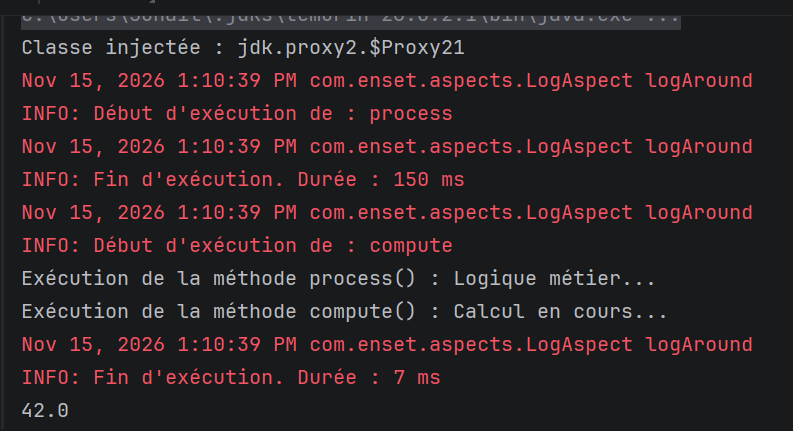 Classe injectée : jdk.proxy2.$Proxy21
Nov 15, 2026 1:10:39 PM com.enset.aspects.LogAspect logAround
INFO: Début d'exécution de : process
Nov 15, 2026 1:10:39 PM com.enset.aspects.LogAspect logAround
INFO: Fin d'exécution. Durée : 150 ms
Nov 15, 2026 1:10:39 PM com.enset.aspects.LogAspect logAround
INFO: Début d'exécution de : compute
Exécution de la méthode process() : Logique métier...
Exécution de la méthode compute() : Calcul en cours...
Nov 15, 2026 1:10:39 PM com.enset.aspects.LogAspect logAround
INFO: Fin d'exécution. Durée : 7 ms
42.0